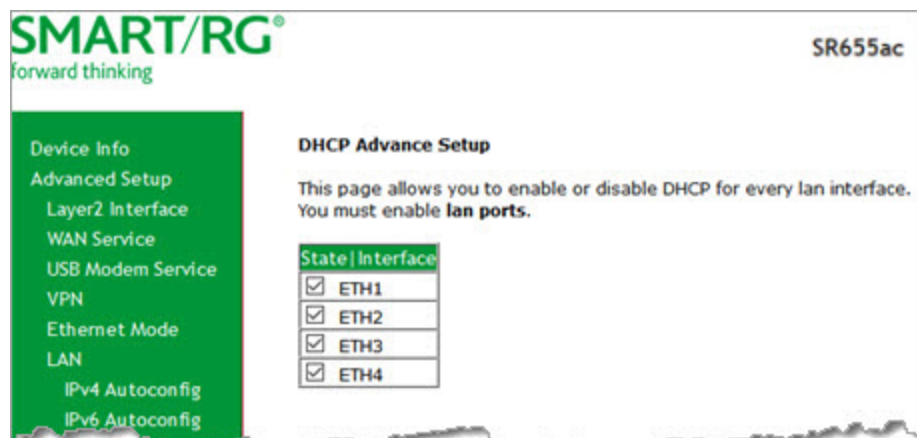 SMART/RG®
forward thinking
SR655ac
Device Info
Advanced Setup
Layer2 Interface
WAN Service
USB Modem Service
VPN
Ethernet Mode
LAN
IPv4 Autoconfig
IPv6 Autoconfig
DHCP Advance Setup
This page allows you to enable or disable DHCP for every lan interface.
You must enable lan ports.
State|Interface
ETH1
ETH2
ETH3
ETH4